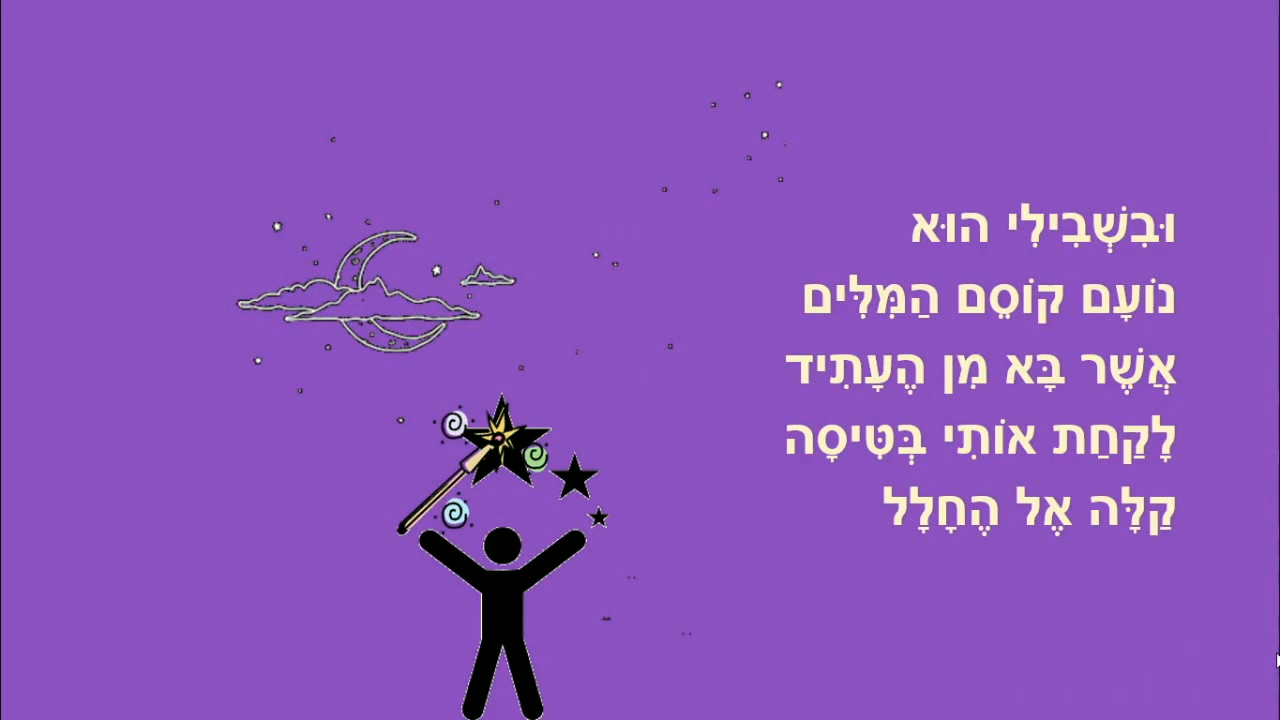 וּבִשְׁבִילִי הוּא
נוֹעָם קוֹסֵם הַמִּלִּים
אֲשֶׁר בָּא מִן הֶעָתִיד
לָקַחַת אוֹתִי בְּטִיסָה
קַלָּה אֶל הֶחָלָל